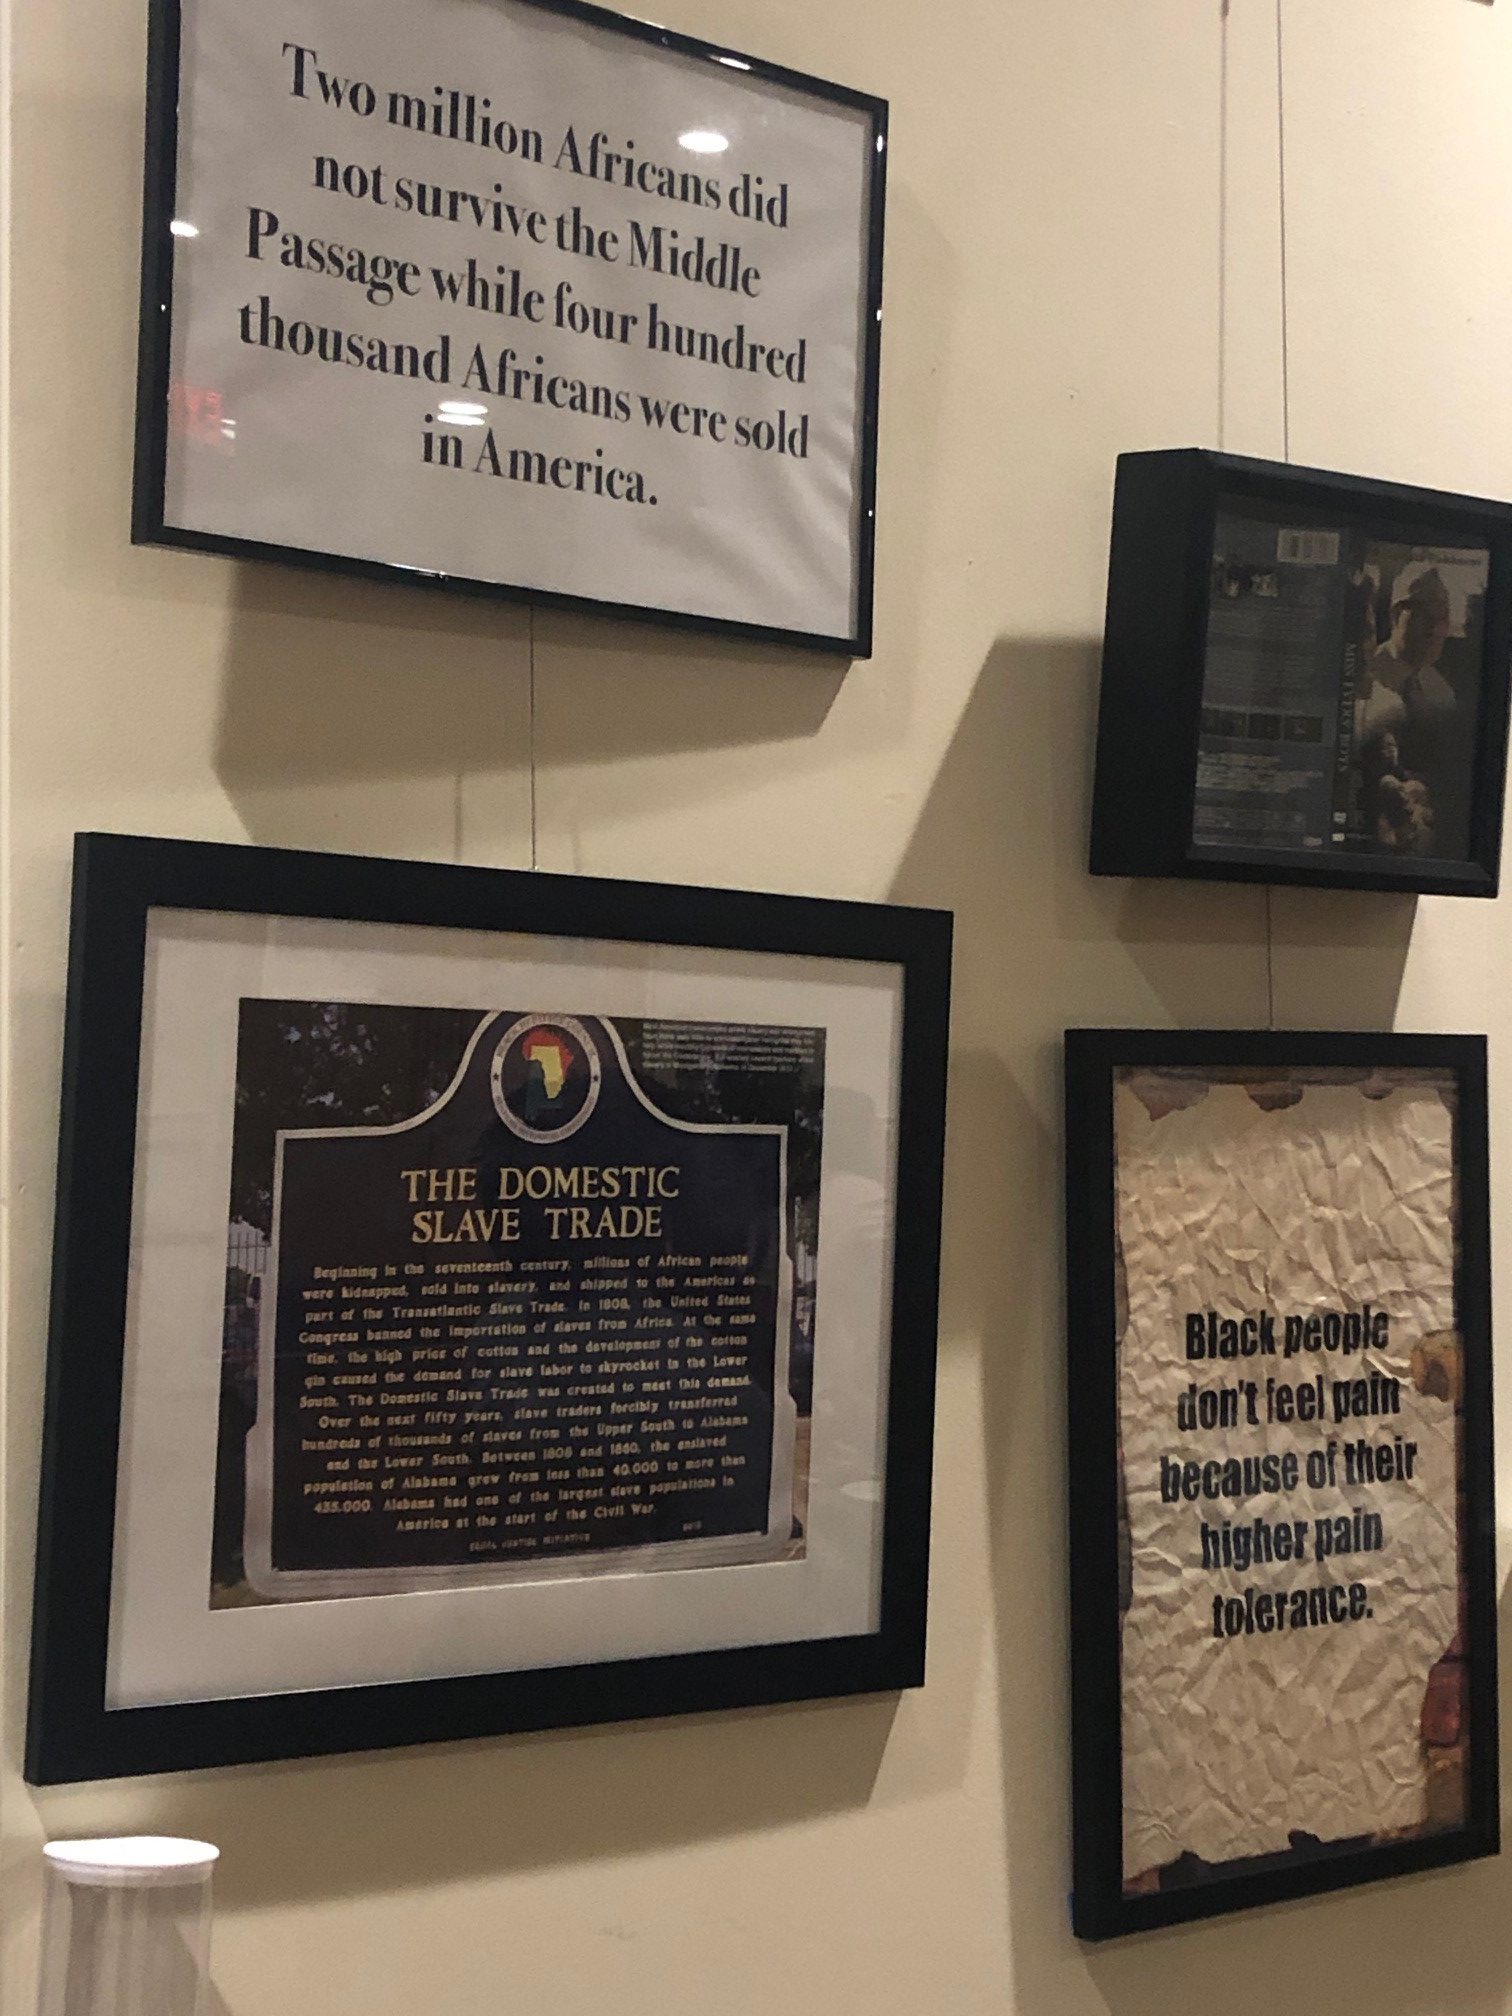 Two million Africans did
not survive the Middle
Passage while four hundred
thousand Africans were sold
in America.
MISS EVERS' BOYS
THE DOMESTIC
SLAVE TRADE
Beginning in the seventeenth century, millions of African people
were kidnapped, sold into slavery, and shipped to the Americas as
part of the Transatlantic Slave Trade. In 1808, the United States
Congress banned the importation of slaves from Africa. At the same
time, the high price of cotton and the development of the cotton
gin caused the demand for slave labor to skyrocket in the Lower
South. The Domestic Slave Trade was created to meet this demand.
Over the next fifty years, slave traders forcibly transferred
hundreds of thousands of slaves from the Upper South to Alabama
and the Lower South. Between 1808 and 1860, the enslaved
population of Alabama grew from less than 40,000 to more than
435,000. Alabama had one of the largest slave populations in
America at the start of the Civil War.
EQUAL JUSTICE INITIATIVE
Black people
don't feel pain
because of their
higher pain
tolerance.